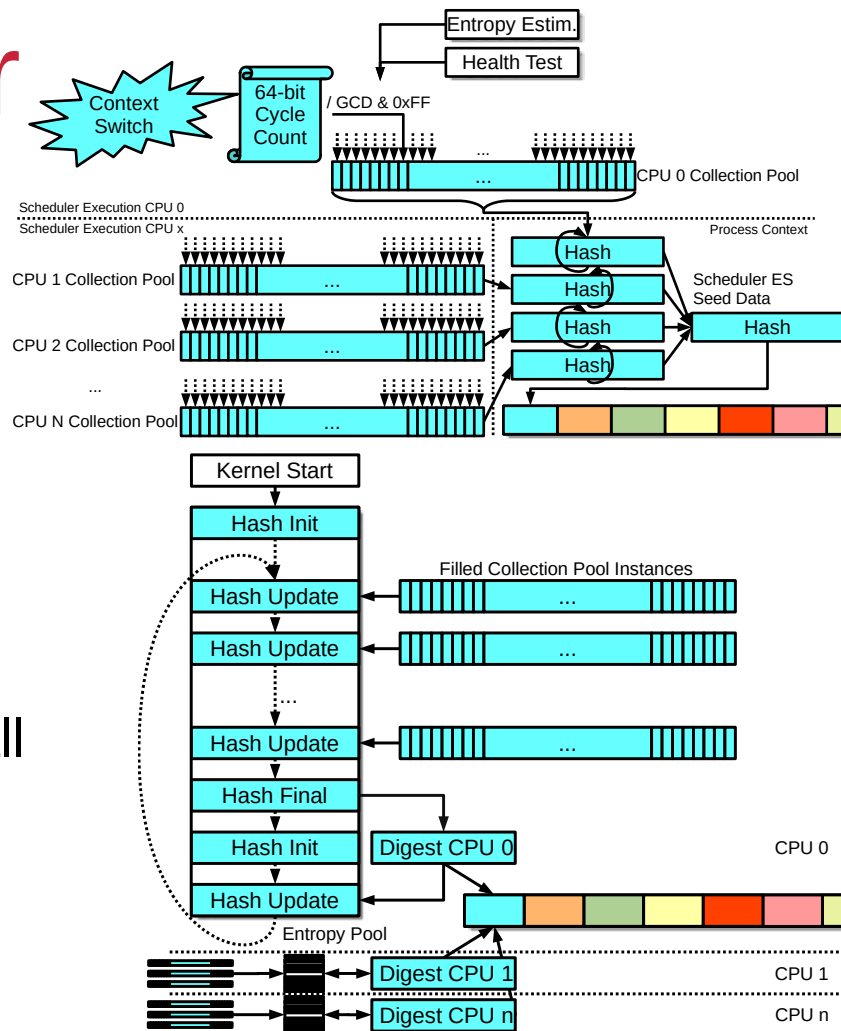 r
Entropy Estim.
Health Test
Context
Switch
64-bit
Cycle
Count
/ GCD & 0xFF
...
...
CPU 0 Collection Pool
Scheduler Execution CPU 0
Scheduler Execution CPU x
Process Context
Hash
CPU 1 Collection Pool
...
Hash
Scheduler ES
Seed Data
CPU 2 Collection Pool
...
Hash
Hash
...
Hash
CPU N Collection Pool
...
Kernel Start
Hash Init
Filled Collection Pool Instances
Hash Update
...
Hash Update
...
...
ll
Hash Update
...
Hash Final
Hash Init
Digest CPU 0
CPU 0
Hash Update
Entropy Pool
Digest CPU 1
CPU 1
Digest CPU n
CPU n